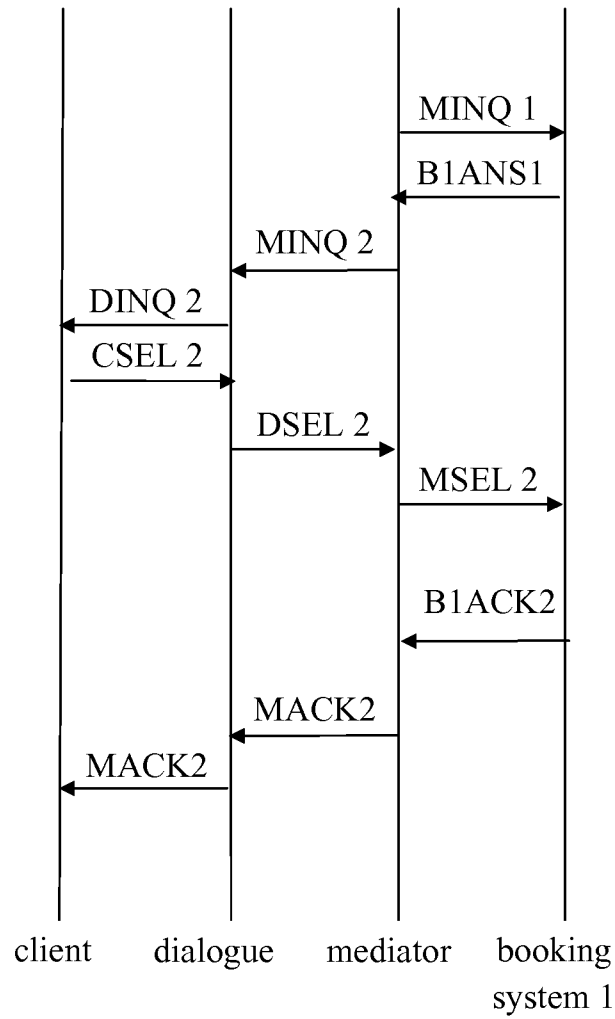 MINQ 1
B1ANS1
MINQ 2
DINQ 2
CSEL 2
DSEL 2
MSEL 2
B1ACK2
MACK2
MACK2
client
dialogue
mediator
booking
system 1